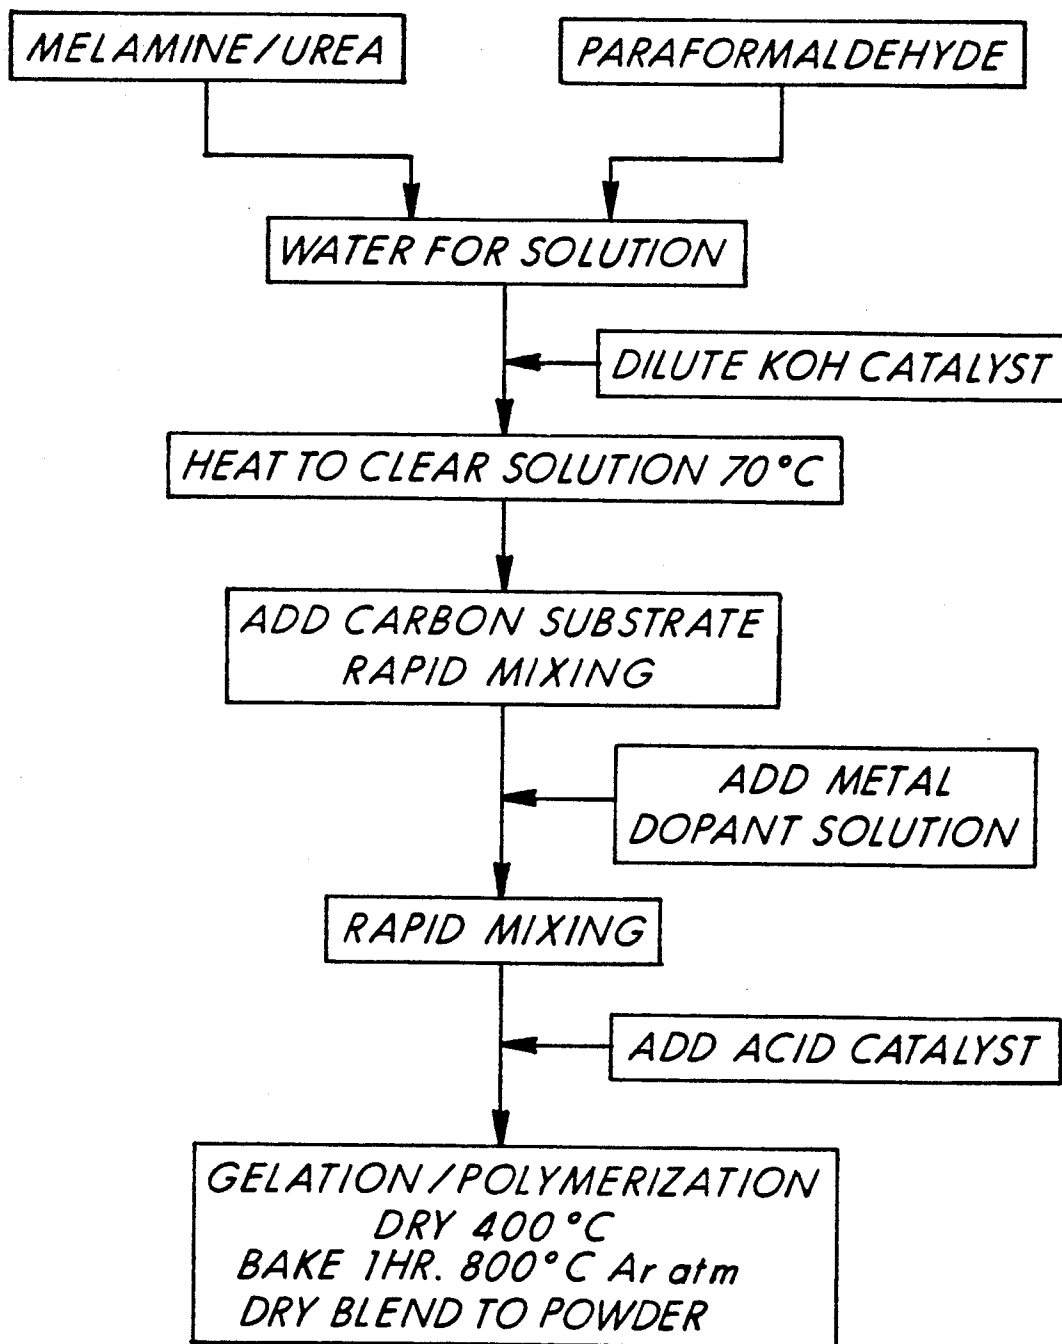 MELAMINE/UREA
PARAFORMALDEHYDE
WATER FOR SOLUTION
DILUTE KOH CATALYST
HEAT TO CLEAR SOLUTION 70°C
ADD CARBON SUBSTRATE
RAPID MIXING
ADD METAL
DOPANT SOLUTION
RAPID MIXING
ADD ACID CATALYST
GELATION/POLYMERIZATION
DRY 400°C
BAKE 1HR. 800°C Ar atm
DRY BLEND TO POWDER